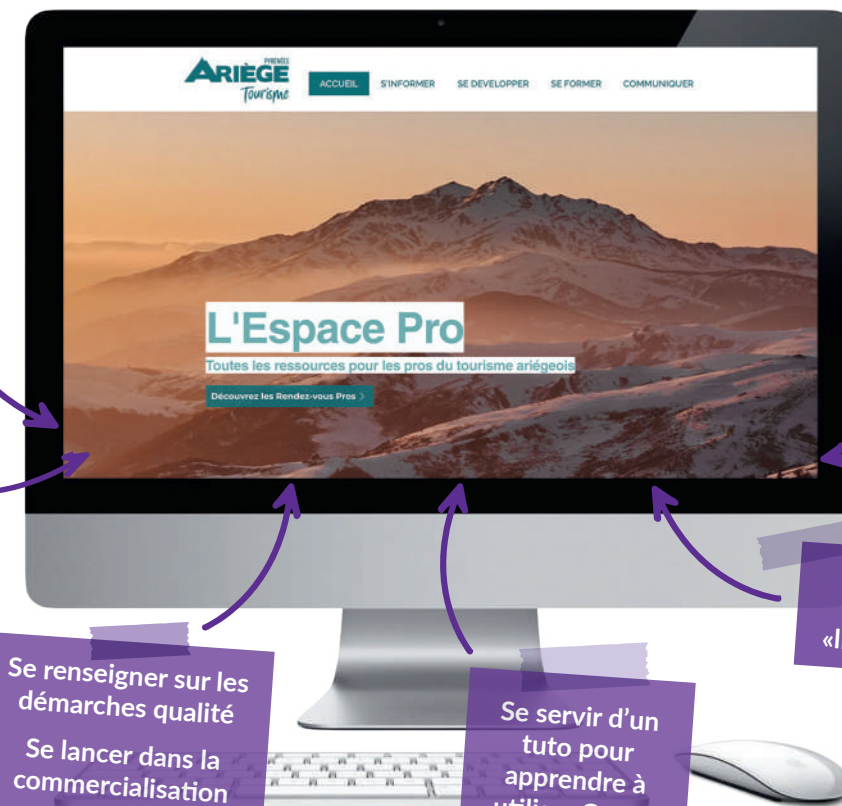 PYRÉNÉES
ARIÈGE
Tourisme
ACCUEIL S'INFORMER SE DEVELOPPER SE FORMER COMMUNIQUER
L'Espace Pro
Toutes les ressources pour les pros du tourisme ariégeois
Découvrez les Rendez-vous Pros >
Se renseigner sur les
démarches qualité
Se lancer dans la
commercialisation
Se servir d'un
tuto pour
apprendre à